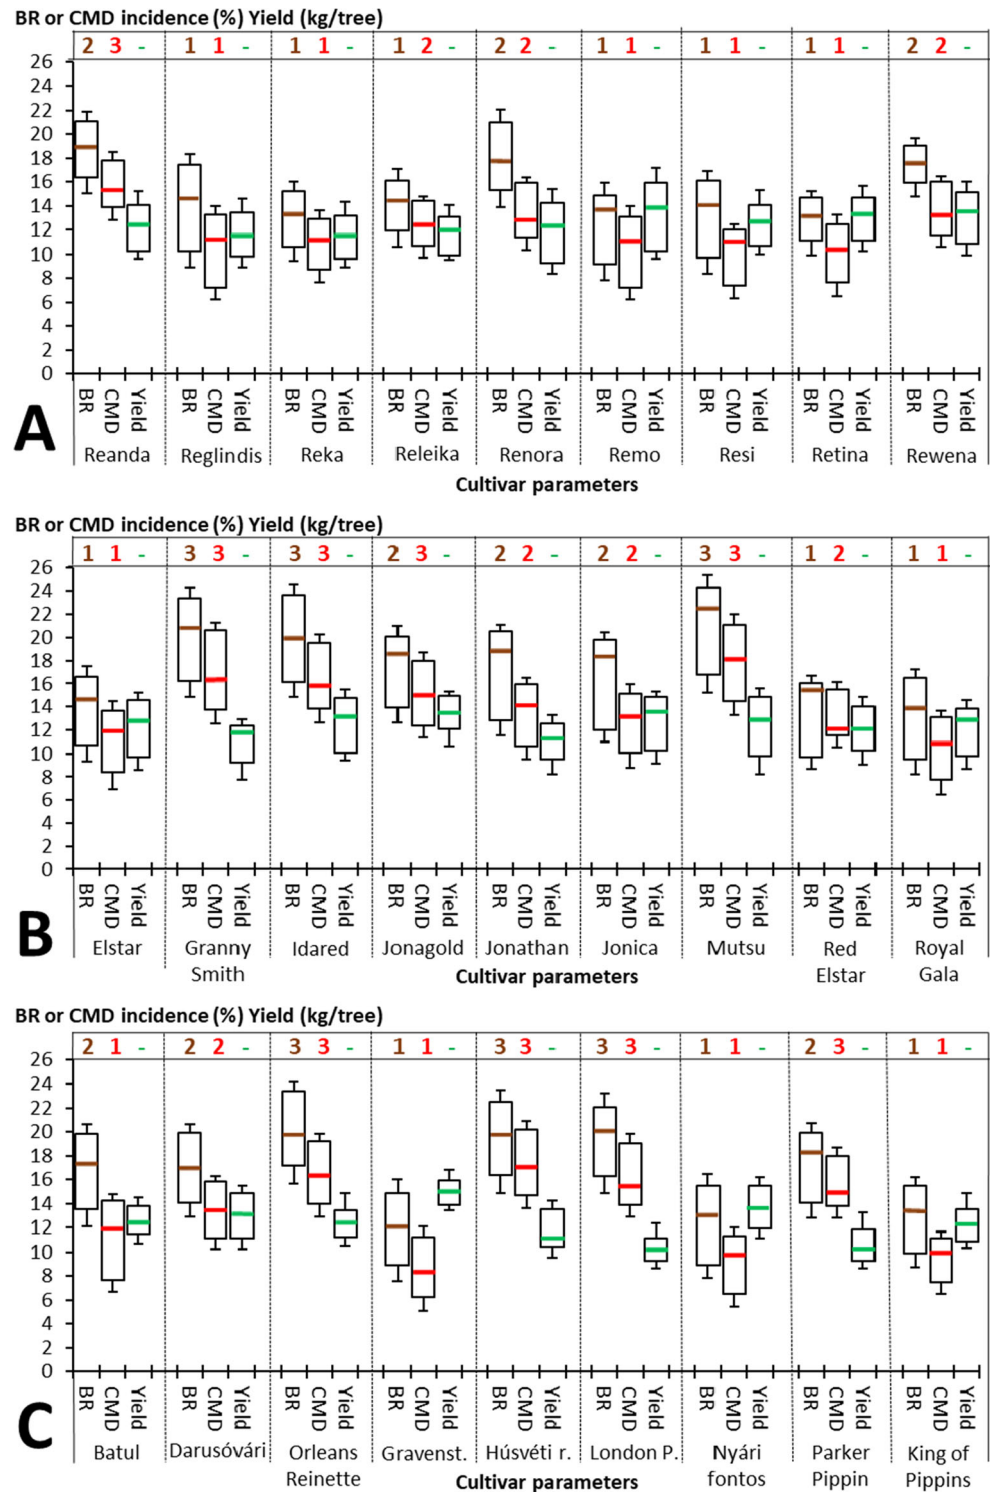 BR or CMD incidence (%) Yield (kg/tree)
2 3 - 1 1 - 1 1 - 1 2 - 2 2 - 1 1 - 1 1 - 1 1 - 2 2 -
26
24
22
20
18
16
14
12
10
8
6
4
2
0
BR CMD Yield BR CMD Yield BR CMD Yield BR CMD Yield BR CMD Yield BR CMD Yield BR CMD Yield BR CMD Yield BR CMD Yield
A
Reanda Reglindis Reka Releika Renora Remo Resi Retina Rewena
Cultivar parameters
BR or CMD incidence (%) Yield (kg/tree)
1 1 - 3 3 - 3 3 - 2 3 - 2 2 - 2 2 - 3 3 - 1 2 - 1 1 -
26
24
22
20
18
16
14
12
10
8
6
4
2
0
BR CMD Yield BR CMD Yield BR CMD Yield BR CMD Yield BR CMD Yield BR CMD Yield BR CMD Yield BR CMD Yield BR CMD Yield
B
Elstar Granny Idared Jonagold Jonathan Jonica Mutsu Red Royal
Smith Elstar Gala
Cultivar parameters
BR or CMD incidence (%) Yield (kg/tree)
2 1 - 2 2 - 3 3 - 1 1 - 3 3 - 3 3 - 1 1 - 2 3 - 1 1 -
26
24
22
20
18
16
14
12
10
8
6
4
2
0
BR CMD Yield BR CMD Yield BR CMD Yield BR CMD Yield BR CMD Yield BR CMD Yield BR CMD Yield BR CMD Yield BR CMD Yield
C
Batul Darusóvári Orleans Gravenst. Húsvéti r. London P. Nyári Parker King of
Reinette fontos Pippin Pippins
Cultivar parameters